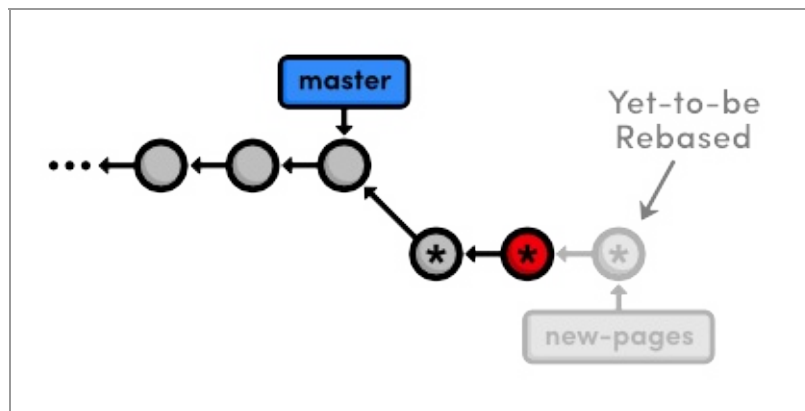 master
Yet-to-be
Rebased
...
*
*
*
new-pages